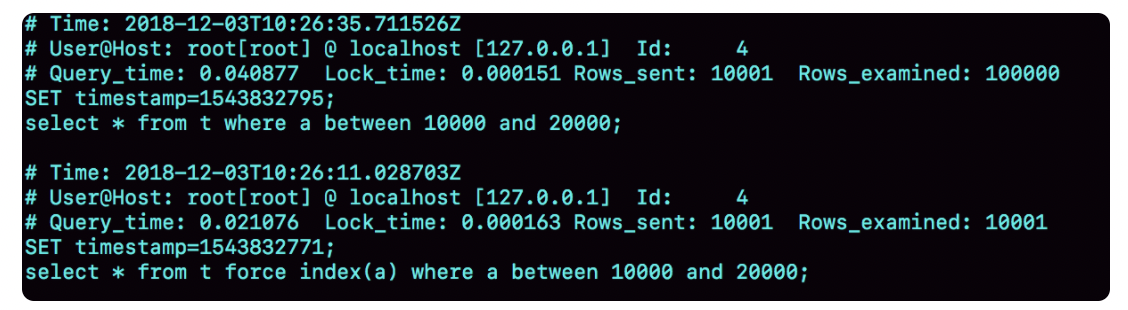 # Time: 2018-12-03T10:26:35.711526Z
# User@Host: root[root] @ localhost [127.0.0.1]  Id:     4
# Query_time: 0.040877  Lock_time: 0.000151 Rows_sent: 10001  Rows_examined: 100000
SET timestamp=1543832795;
select * from t where a between 10000 and 20000;

# Time: 2018-12-03T10:26:11.028703Z
# User@Host: root[root] @ localhost [127.0.0.1]  Id:     4
# Query_time: 0.021076  Lock_time: 0.000163 Rows_sent: 10001  Rows_examined: 10001
SET timestamp=1543832771;
select * from t force index(a) where a between 10000 and 20000;